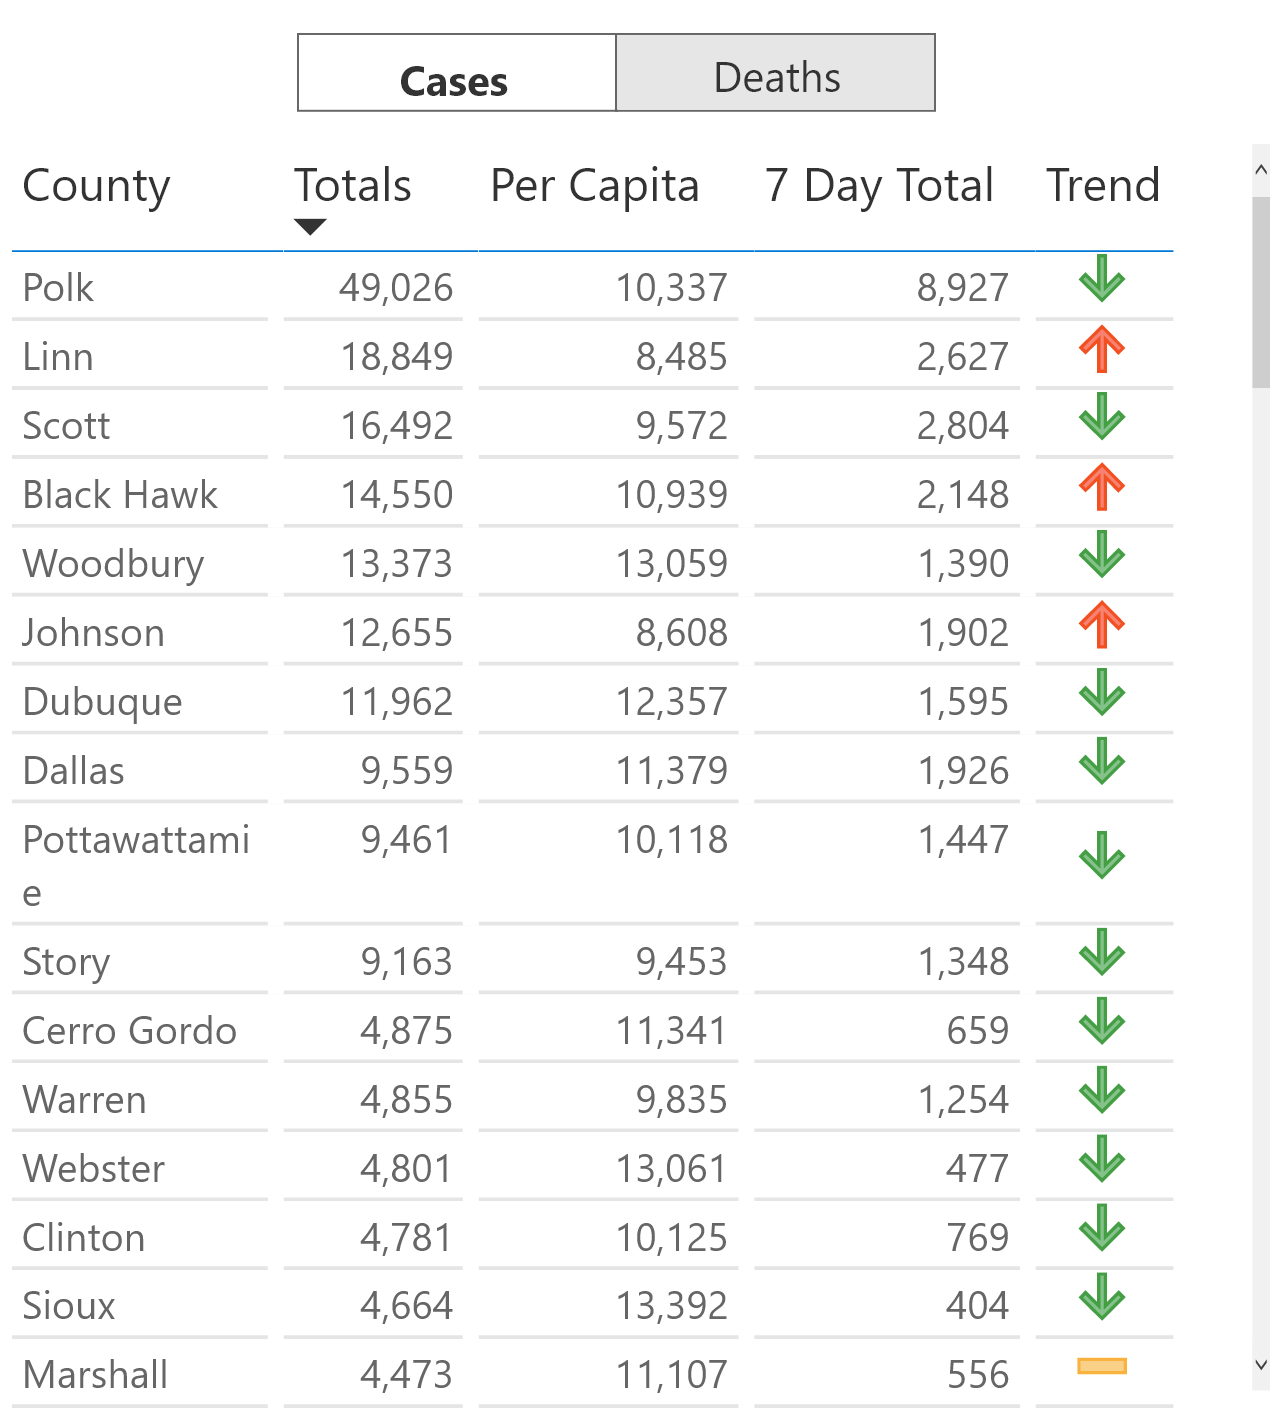 Cases Deaths
County Totals Per Capita 7 Day Total Trend
Polk 49,026 10,337 8,927
Linn 18,849 8,485 2,627
Scott 16,492 9,572 2,804
Black Hawk 14,550 10,939 2,148
Woodbury 13,373 13,059 1,390
Johnson 12,655 8,608 1,902
Dubuque 11,962 12,357 1,595
Dallas 9,559 11,379 1,926
Pottawattami 9,461 10,118 1,447
e
Story 9,163 9,453 1,348
Cerro Gordo 4,875 11,341 659
Warren 4,855 9,835 1,254
Webster 4,801 13,061 477
Clinton 4,781 10,125 769
Sioux 4,664 13,392 404
Marshall 4,473 11,107 556